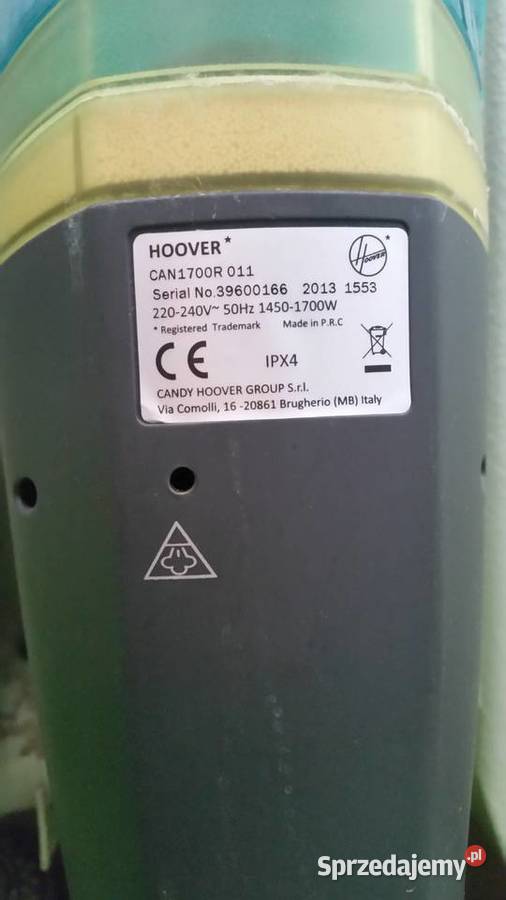 HOOVER*
HOOVER *
CAN1700R 011
Serial No.39600166 2013 1553
220-240V~ 50Hz 1450-1700W
* Registered Trademark Made in P.R.C
CE IPX4
CANDY HOOVER GROUP S.r.l.
Via Comolli, 16 -20861 Brugherio (MB) Italy
Sprzedajemy.pl